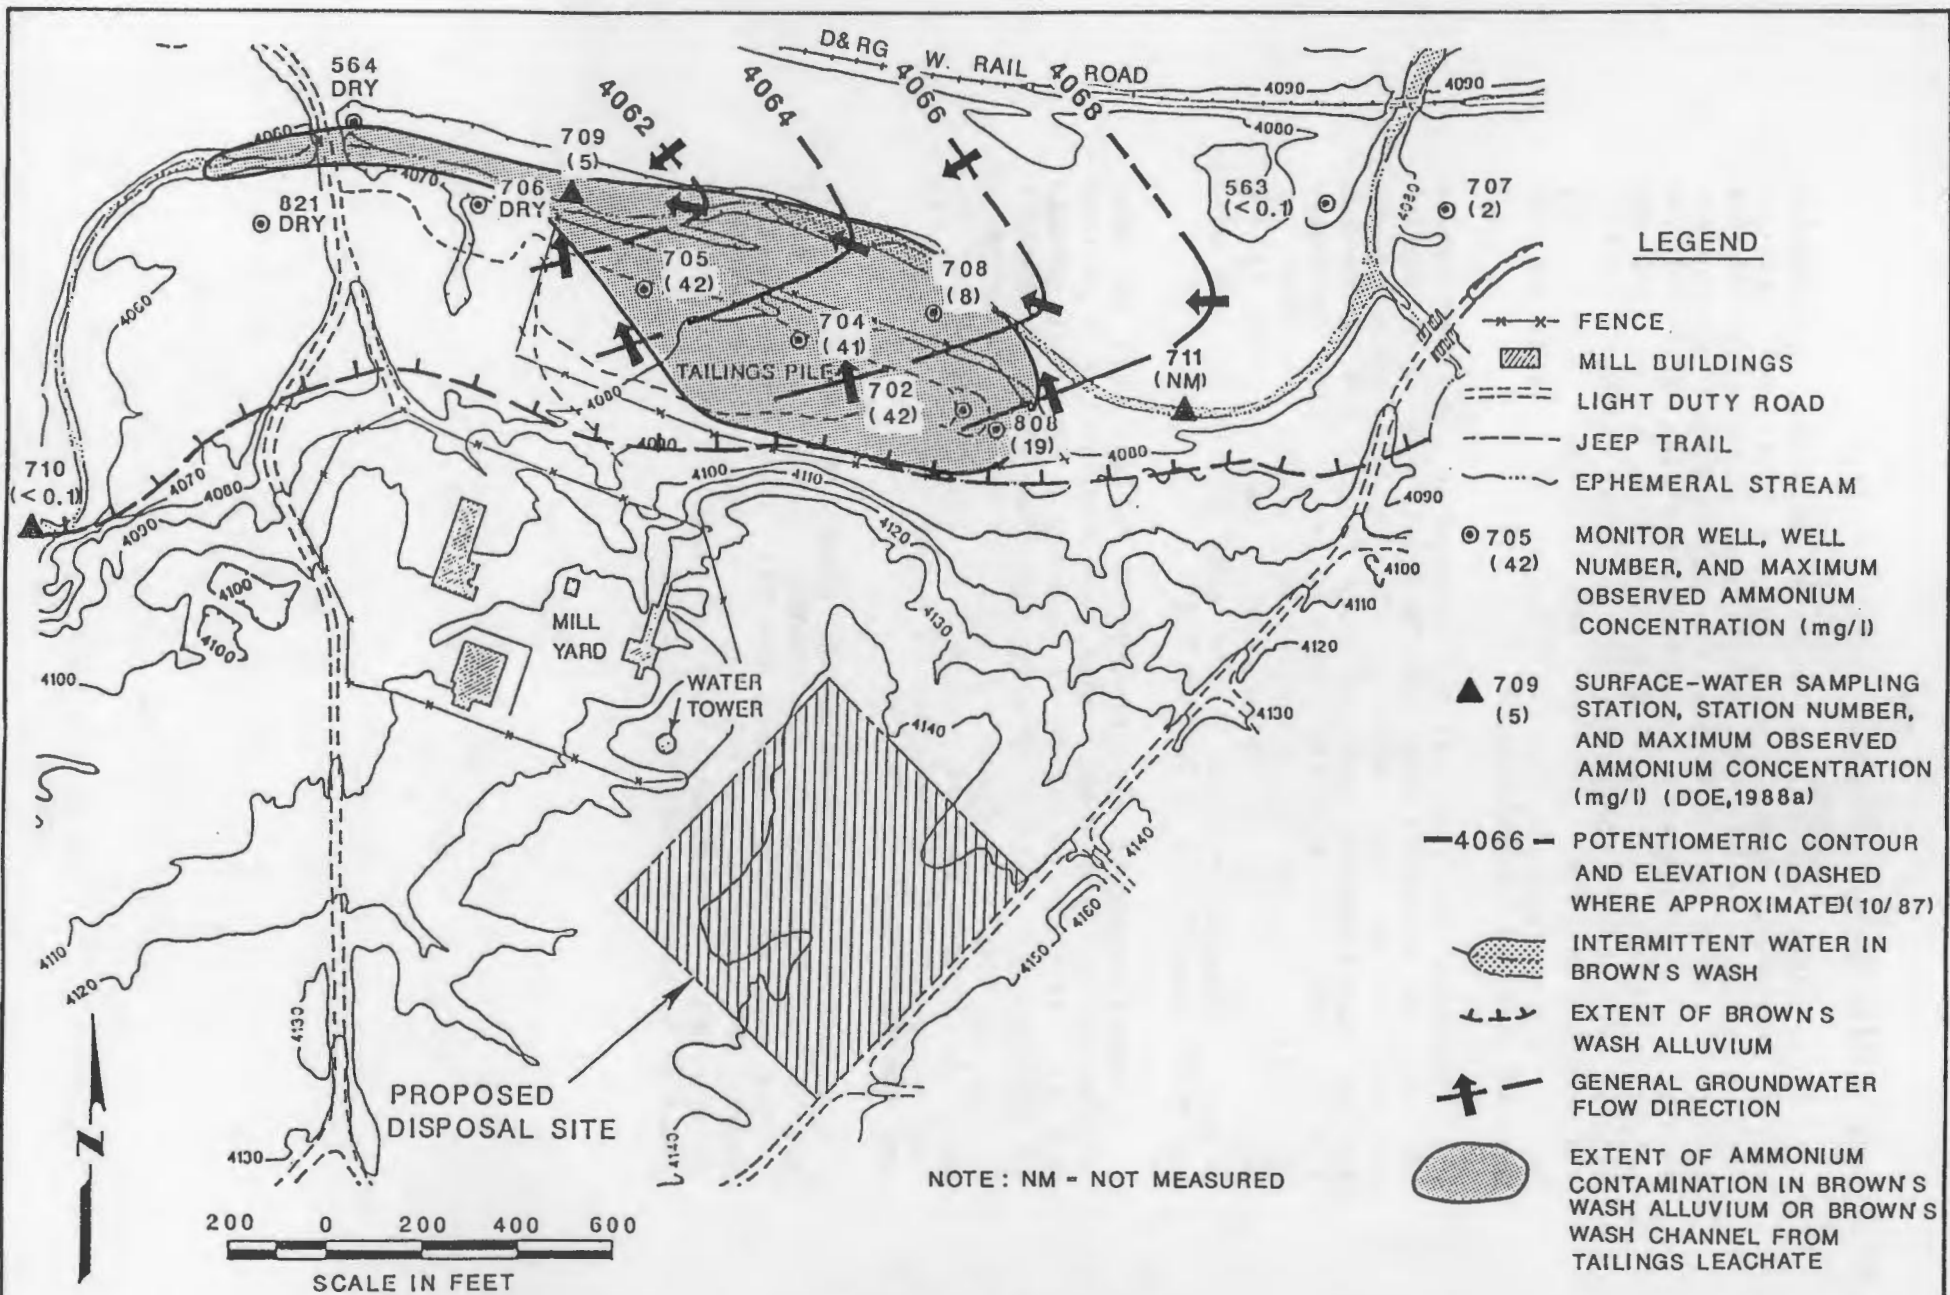 D&RG W. RAIL ROAD
564
DRY
4062
4064
4066
4068
4090
4090
4060
709
(5)
4080
4070
706
DRY
821
DRY
563
(<0.1)
4080
707
(2)
705
(42)
708
(8)
4060
704
(41)
TAILINGS PILE
711
(NM)
702
(42)
808
(19)
4080
4090
4080
710
(<0.1)
4070
4080
4090
4100
4110
4120
4090
4100
4100
4100
4100
4110
4120
4130
MILL
YARD
4130
WATER
TOWER
4140
4130
4140
4160
4150
4110
4120
4130
4130
4140
PROPOSED
DISPOSAL SITE
N
NOTE: NM - NOT MEASURED
200 0 200 400 600
SCALE IN FEET
LEGEND
FENCE
MILL BUILDINGS
LIGHT DUTY ROAD
JEEP TRAIL
EPHEMERAL STREAM
705
(42)
MONITOR WELL, WELL
NUMBER, AND MAXIMUM
OBSERVED AMMONIUM
CONCENTRATION (mg/l)
709
(5)
SURFACE-WATER SAMPLING
STATION, STATION NUMBER,
AND MAXIMUM OBSERVED
AMMONIUM CONCENTRATION
(mg/l) (DOE,1988a)
4066
POTENTIOMETRIC CONTOUR
AND ELEVATION (DASHED
WHERE APPROXIMATE)(10/87)
INTERMITTENT WATER IN
BROWN'S WASH
EXTENT OF BROWN'S
WASH ALLUVIUM
GENERAL GROUNDWATER
FLOW DIRECTION
EXTENT OF AMMONIUM
CONTAMINATION IN BROWN'S
WASH ALLUVIUM OR BROWN'S
WASH CHANNEL FROM
TAILINGS LEACHATE